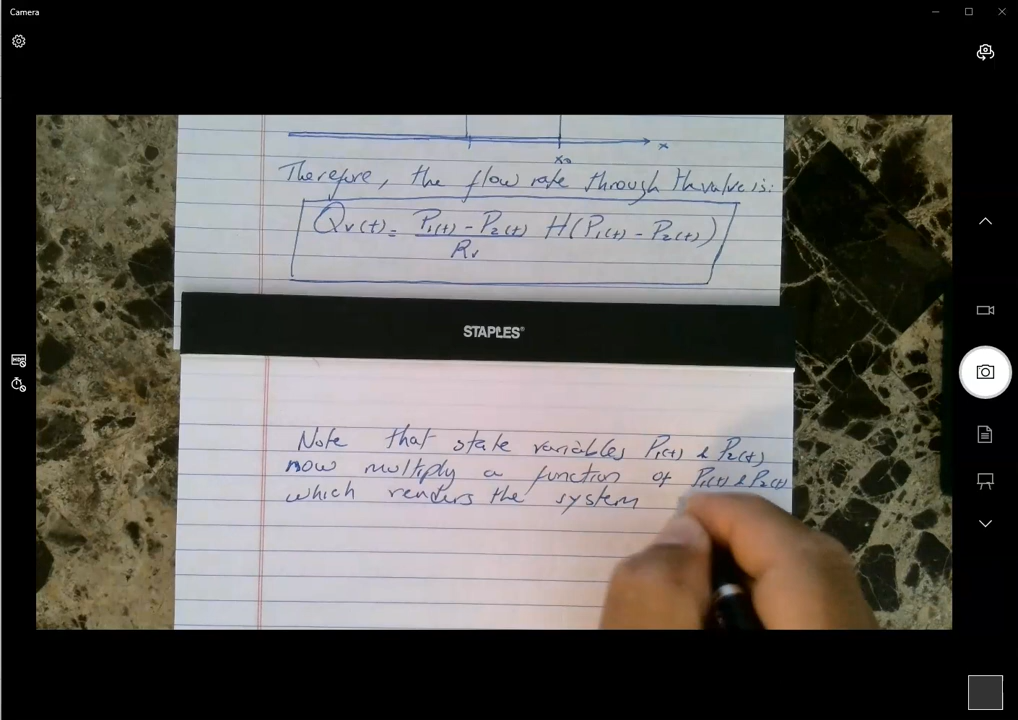 Camera
x
x₀
Therefore, the flow rate through th valve is:
Qv(t) = P1(t) - P2(t) / Rv H(P1(t) - P2(t))
STAPLES®
Note that state variables P1(t) & P2(t)
now multiply a function of P1(t) & P2(t)
which renders the system